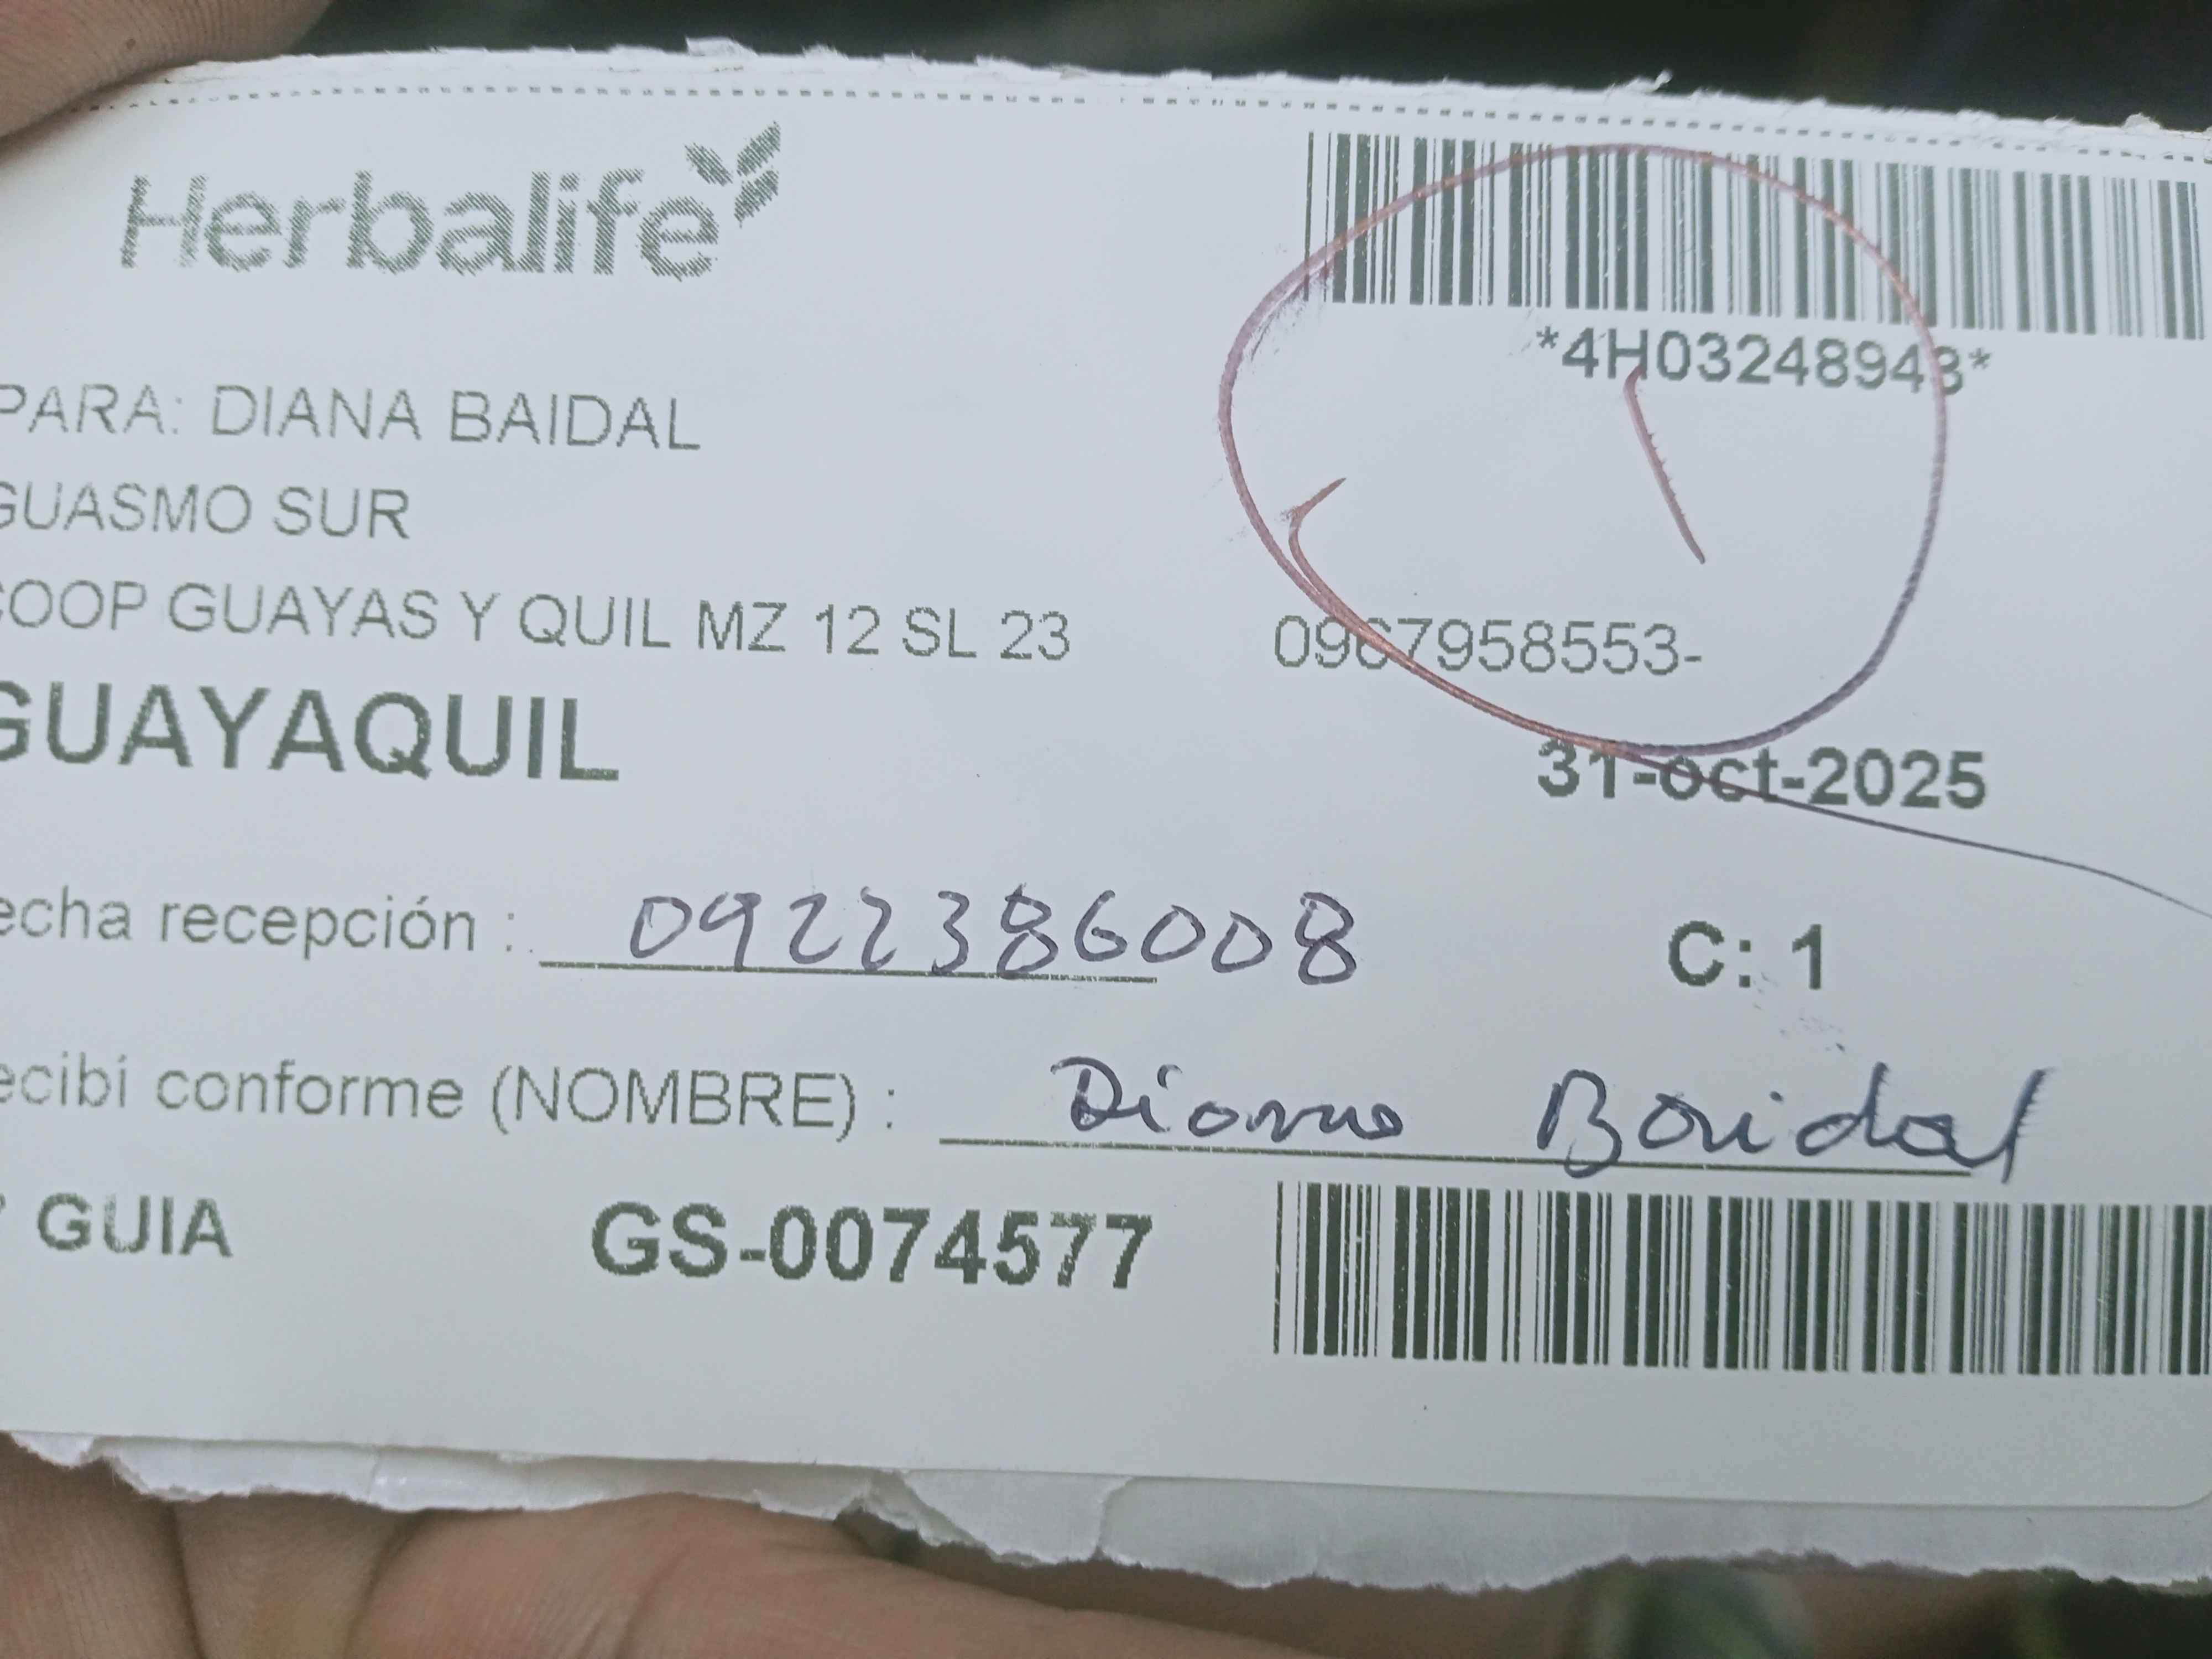 Herbalife
*4H03248943*
PARA: DIANA BAIDAL
GUASMO SUR
COOP GUAYAS Y QUIL MZ 12 SL 23 0967958553-
GUAYAQUIL
31-oct-2025
echa recepción : 0922386008 C: 1
ecibí conforme (NOMBRE) : Diana Baidal
GUIA GS-0074577